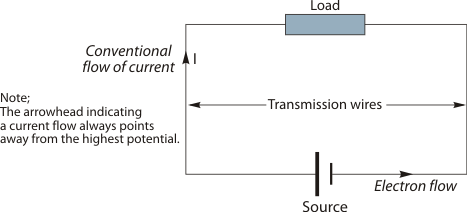 Load
Conventional
flow of current
I
Note;
The arrowhead indicating
a current flow always points
away from the highest potential.
Transmission wires
Electron flow
Source